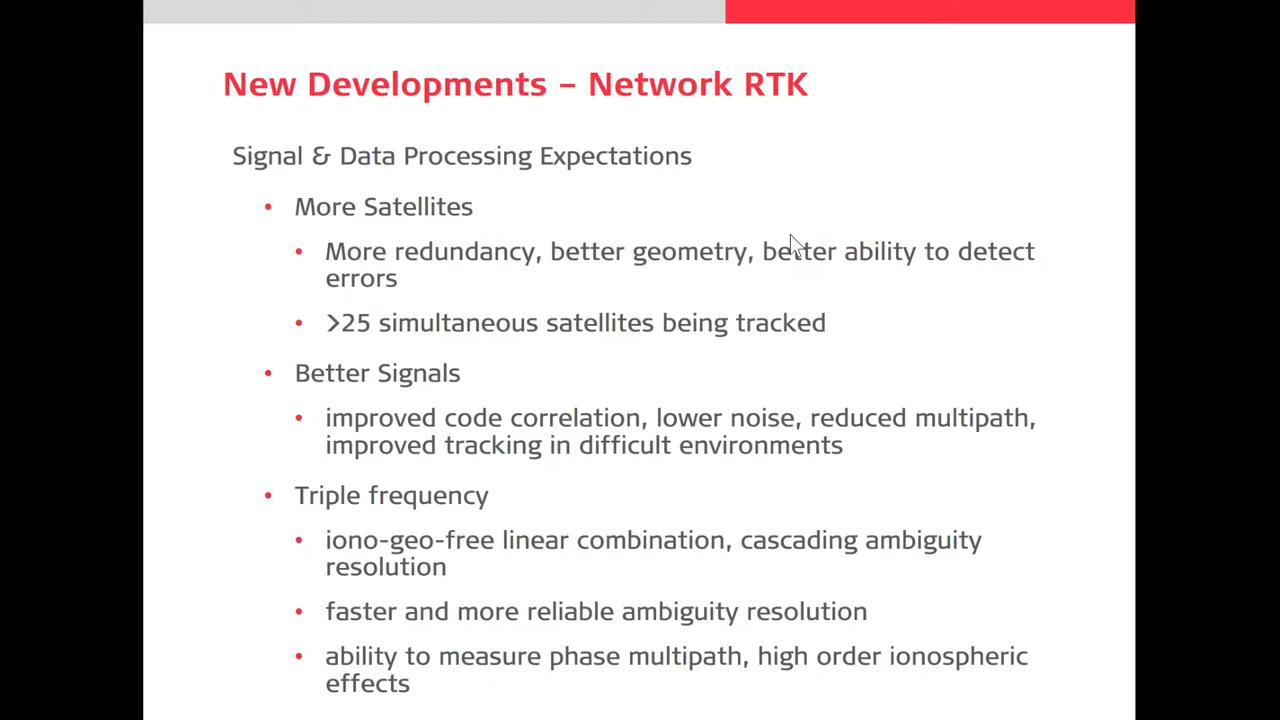 New Developments – Network RTK
Signal & Data Processing Expectations
• More Satellites
• More redundancy, better geometry, better ability to detect
errors
• >25 simultaneous satellites being tracked
• Better Signals
• improved code correlation, lower noise, reduced multipath,
improved tracking in difficult environments
• Triple frequency
• iono-geo-free linear combination, cascading ambiguity
resolution
• faster and more reliable ambiguity resolution
• ability to measure phase multipath, high order ionospheric
effects